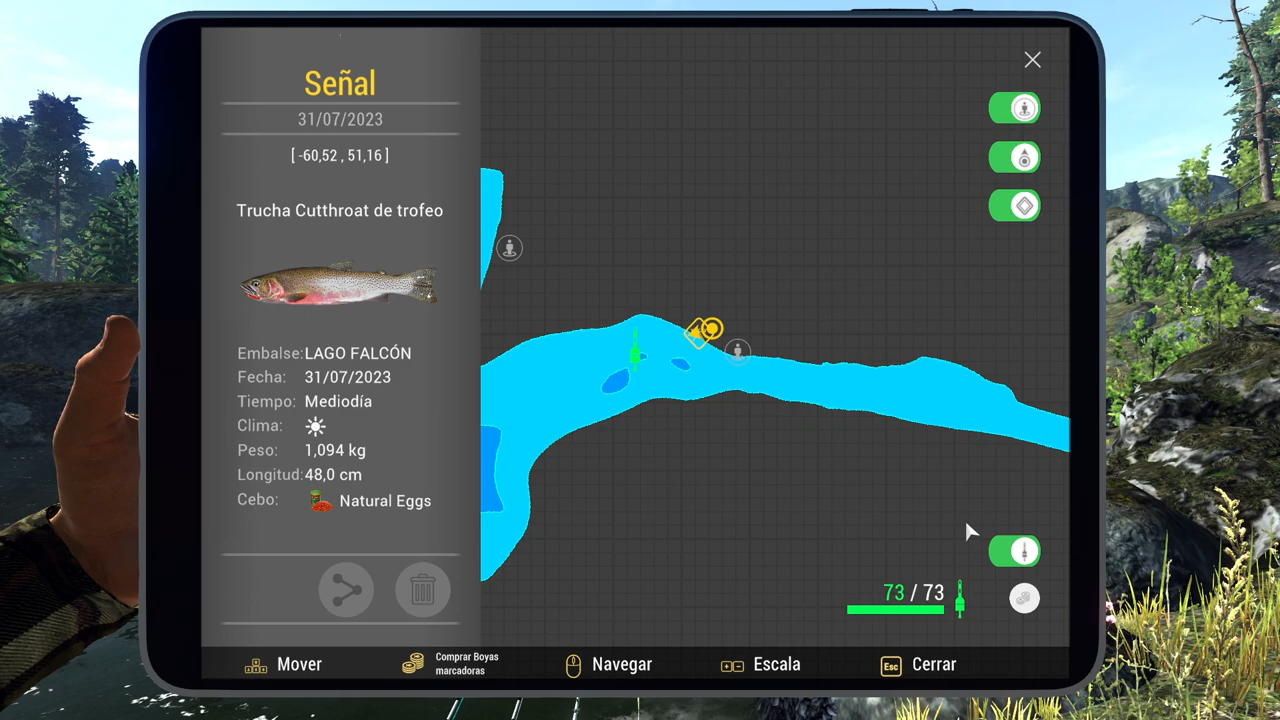 Señal
31/07/2023
[ -60,52 , 51,16 ]
Trucha Cutthroat de trofeo
Embalse: LAGO FALCÓN
Fecha: 31/07/2023
Tiempo: Mediodía
Clima:
Peso: 1,094 kg
Longitud: 48,0 cm
Cebo: Natural Eggs
73 / 73
Mover
Comprar Boyas
marcadoras
Navegar
Escala
Esc Cerrar